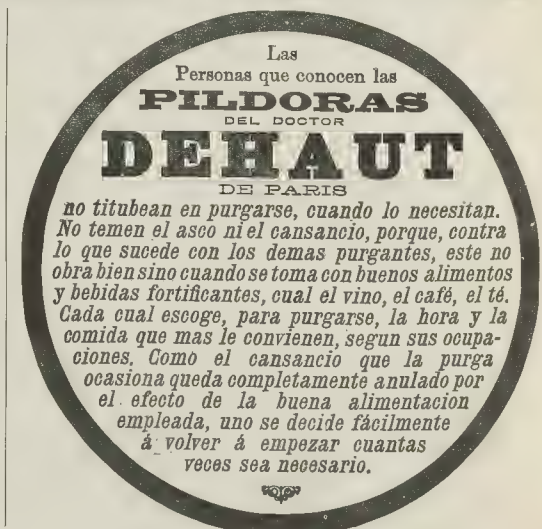 Las
Personas que conocen las
PILDORAS
DEL DOCTOR
DEHAUT
DE PARIS
no titubean en purgarse, cuando lo necesitan.
No temen el asco ni el cansancio, porque, contra
lo que sucede con los demas purgantes, este no
obra bien sino cuando se toma con buenos alimentos
y bebidas fortificantes, cual el vino, el café, el té.
Cada cual escoge, para purgarse, la hora y la
comida que mas le convienen, segun sus ocupa-
ciones. Como el cansancio que la purga
ocasiona queda completamente anulado por
el efecto de la buena alimentacion
empleada, uno se decide fácilmente
á volver á empezar cuantas
veces sea necesario.